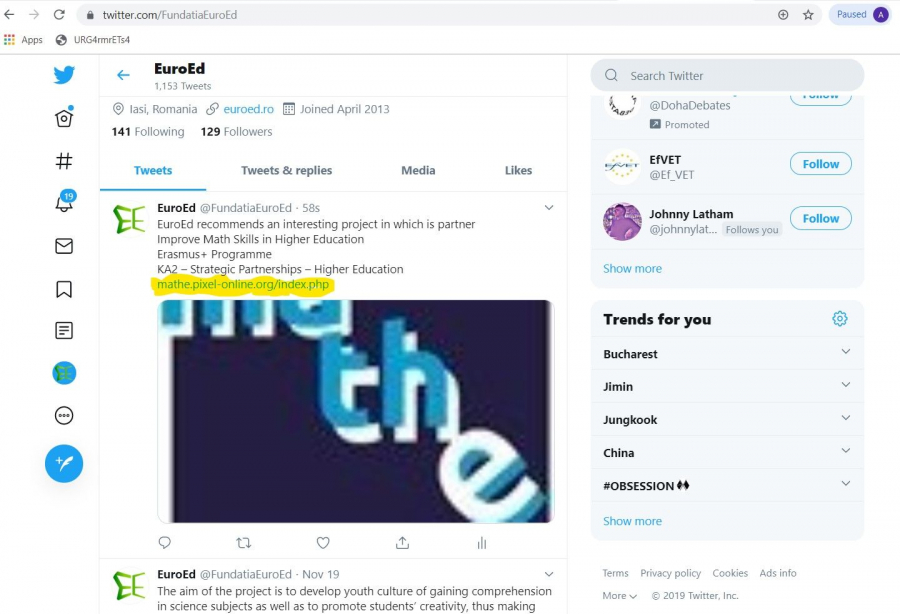 twitter.com/FundatiaEuroEd
Paused
A
Apps
URG4rmrETs4
EuroEd
1,153 Tweets
Iasi, Romania euroed.ro Joined April 2013
141 Following 129 Followers
Tweets Tweets & replies Media Likes
19
EuroEd @FundatiaEuroEd · 58s
EuroEd recommends an interesting project in which is partner
Improve Math Skills in Higher Education
Erasmus+ Programme
KA2 – Strategic Partnerships – Higher Education
mathe.pixel-online.org/index.php
ma
th
e
EuroEd @FundatiaEuroEd · Nov 19
The aim of the project is to develop youth culture of gaining comprehension
in science subjects as well as to promote students' creativity, thus making
Search Twitter
@DohaDebates
Follow
Promoted
EfVET
@Ef_VET
Follow
Johnny Latham
@johnnylat... Follows you
Follow
Show more
Trends for you
Bucharest
Jimin
Jungkook
China
#OBSESSION
Show more
Terms Privacy policy Cookies Ads info
More © 2019 Twitter, Inc.